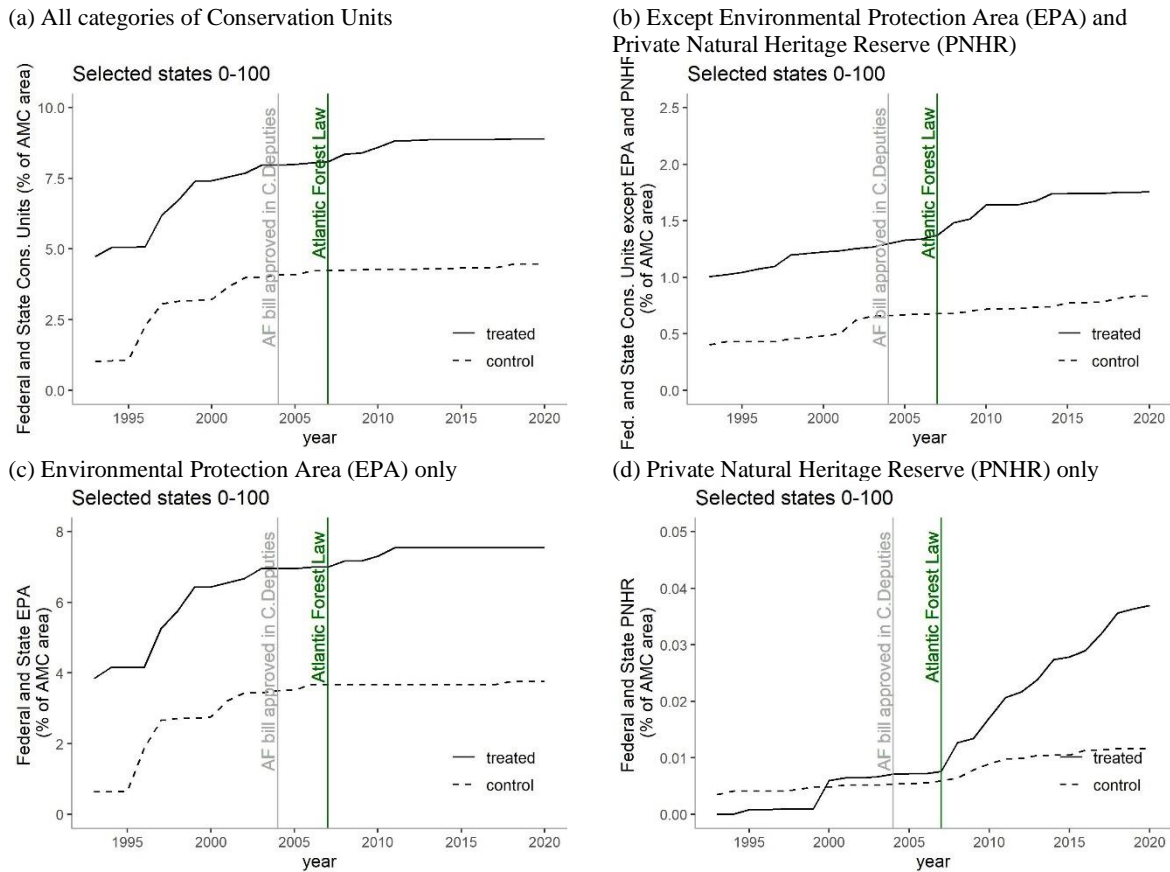 (a) All categories of Conservation Units
Selected states 0-100
Federal and State Cons. Units (% of AMC area)
10.0
7.5
5.0
2.5
0.0
AF bill approved in C.Deputies
Atlantic Forest Law
treated
control
1995 2000 2005 2010 2015 2020
year
(b) Except Environmental Protection Area (EPA) and
Private Natural Heritage Reserve (PNHR)
Selected states 0-100
Fed. and State Cons. Units except EPA and PNHR
(% of AMC area)
2.5
2.0
1.5
1.0
0.5
0.0
AF bill approved in C.Deputies
Atlantic Forest Law
treated
control
1995 2000 2005 2010 2015 2020
year
(c) Environmental Protection Area (EPA) only
Selected states 0-100
Federal and State EPA
(% of AMC area)
8
6
4
2
0
AF bill approved in C.Deputies
Atlantic Forest Law
treated
control
1995 2000 2005 2010 2015 2020
year
(d) Private Natural Heritage Reserve (PNHR) only
Selected states 0-100
Federal and State PNHR
(% of AMC area)
0.05
0.04
0.03
0.02
0.01
0.00
AF bill approved in C.Deputies
Atlantic Forest Law
treated
control
1995 2000 2005 2010 2015 2020
year